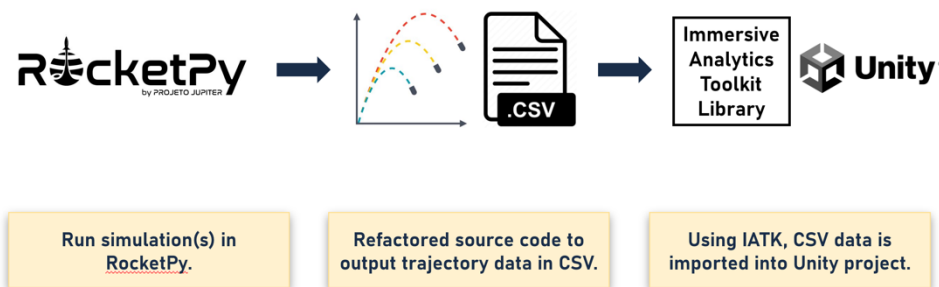 RocketPy
by PROJETO JUPITER
.CSV
Immersive
Analytics
Toolkit
Library
Unity
Run simulation(s) in
RocketPy.
Refactored source code to
output trajectory data in CSV.
Using IATK, CSV data is
imported into Unity project.